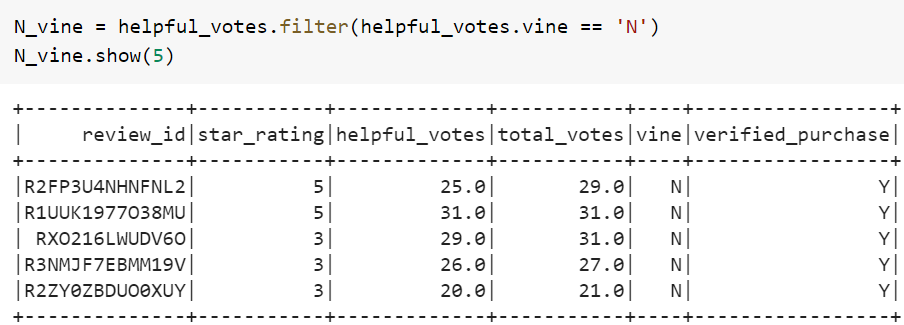 N_vine = helpful_votes.filter(helpful_votes.vine == 'N')
N_vine.show(5)
+--------------+-----------+-------------+-----------+----+-----------------+
|     review_id|star_rating|helpful_votes|total_votes|vine|verified_purchase|
+--------------+-----------+-------------+-----------+----+-----------------+
|R2FP3U4NHNFNL2|          5|         25.0|       29.0|   N|                Y|
|R1UUK1977O38MU|          5|         31.0|       31.0|   N|                Y|
| RXO216LWUDV6O|          3|         29.0|       31.0|   N|                Y|
|R3NMJF7EBMM19V|          3|         26.0|       27.0|   N|                Y|
|R2ZY0ZBDUO0XUY|          3|         20.0|       21.0|   N|                Y|
+--------------+-----------+-------------+-----------+----+-----------------+